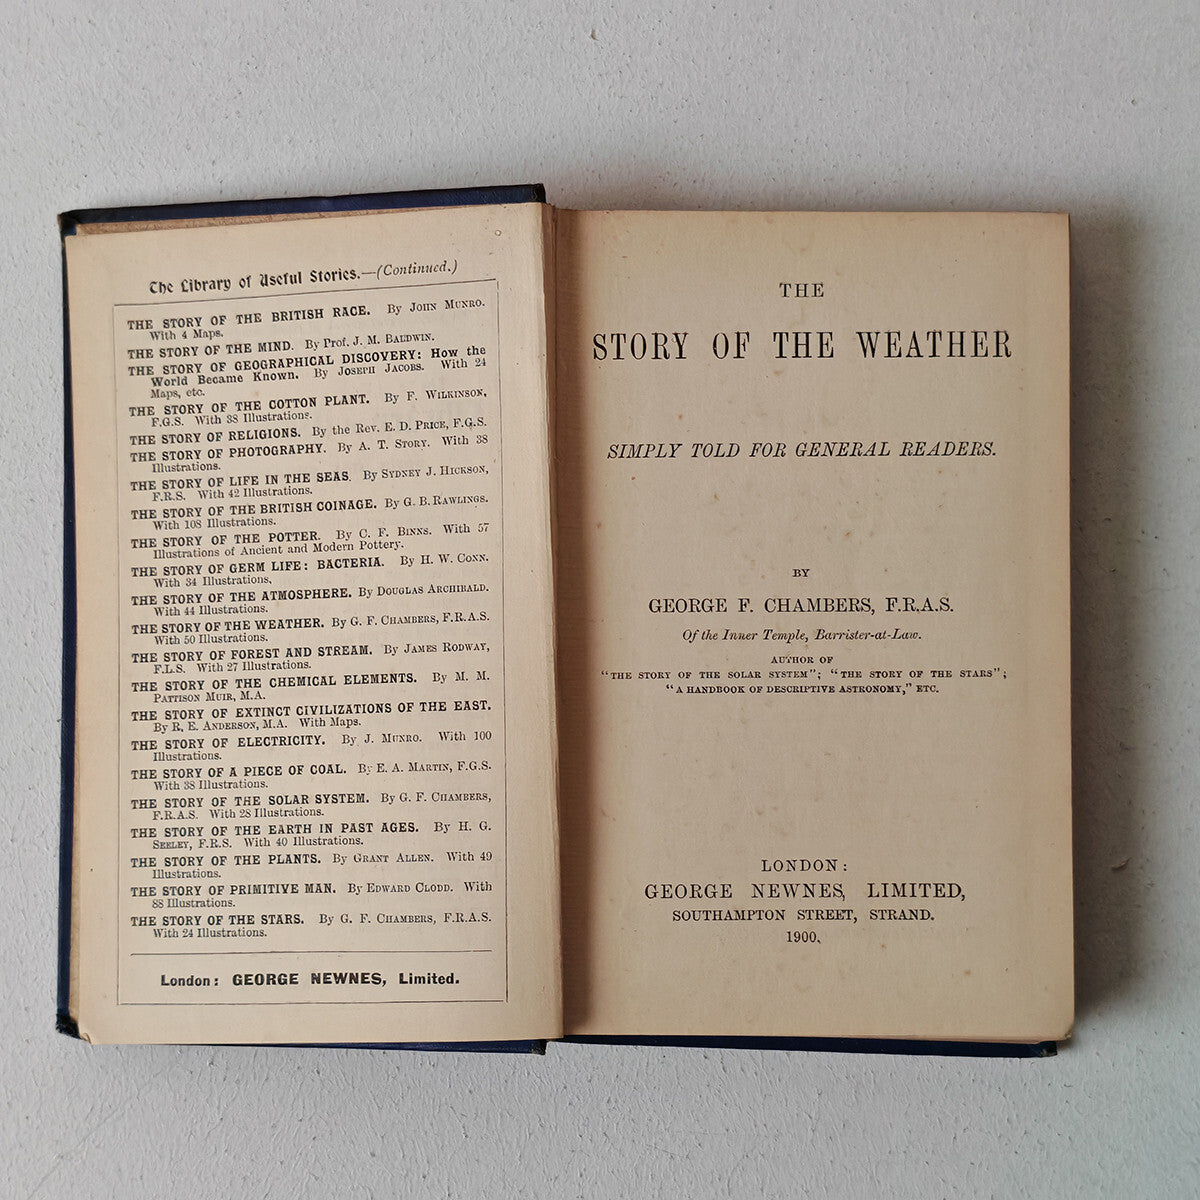 The Library of Useful Stories.—(Continued.)
THE STORY OF THE BRITISH RACE. By John Munro.
With 4 Maps.
THE STORY OF THE MIND. By Prof. J. M. Baldwin.
THE STORY OF GEOGRAPHICAL DISCOVERY: How the
World Became Known. By Joseph Jacobs. With 24
Maps, etc.
THE STORY OF THE COTTON PLANT. By F. Wilkinson,
F.G.S. With 38 Illustrations.
THE STORY OF RELIGIONS. By the Rev. E. D. Price, F.G.S.
THE STORY OF PHOTOGRAPHY. By A. T. Story. With 38
Illustrations.
THE STORY OF LIFE IN THE SEAS. By Sydney J. Hickson,
F.R.S. With 42 Illustrations.
THE STORY OF THE BRITISH COINAGE. By G. B. Rawlings.
With 108 Illustrations.
THE STORY OF THE POTTER. By C. F. Binns. With 57
Illustrations of Ancient and Modern Pottery.
THE STORY OF GERM LIFE: BACTERIA. By H. W. Conn.
With 34 Illustrations.
THE STORY OF THE ATMOSPHERE. By Douglas Archibald.
With 44 Illustrations.
THE STORY OF THE WEATHER. By G. F. Chambers, F.R.A.S.
With 50 Illustrations.
THE STORY OF FOREST AND STREAM. By James Rodway,
F.L.S. With 27 Illustrations.
THE STORY OF THE CHEMICAL ELEMENTS. By M. M.
Pattison Muir, M.A.
THE STORY OF EXTINCT CIVILIZATIONS OF THE EAST.
By R. E. Anderson, M.A. With Maps.
THE STORY OF ELECTRICITY. By J. Munro. With 100
Illustrations.
THE STORY OF A PIECE OF COAL. By E. A. Martin, F.G.S.
With 38 Illustrations.
THE STORY OF THE SOLAR SYSTEM. By G. F. Chambers,
F.R.A.S. With 28 Illustrations.
THE STORY OF THE EARTH IN PAST AGES. By H. G.
Seeley, F.R.S. With 40 Illustrations.
THE STORY OF THE PLANTS. By Grant Allen. With 49
Illustrations.
THE STORY OF PRIMITIVE MAN. By Edward Clodd. With
88 Illustrations.
THE STORY OF THE STARS. By G. F. Chambers, F.R.A.S.
With 24 Illustrations.
London: GEORGE NEWNES, Limited.
THE
STORY OF THE WEATHER
SIMPLY TOLD FOR GENERAL READERS.
BY
GEORGE F. CHAMBERS, F.R.A.S.
Of the Inner Temple, Barrister-at-Law.
AUTHOR OF
"THE STORY OF THE SOLAR SYSTEM"; "THE STORY OF THE STARS";
"A HANDBOOK OF DESCRIPTIVE ASTRONOMY," ETC.
LONDON:
GEORGE NEWNES, LIMITED,
SOUTHAMPTON STREET, STRAND.
1900.